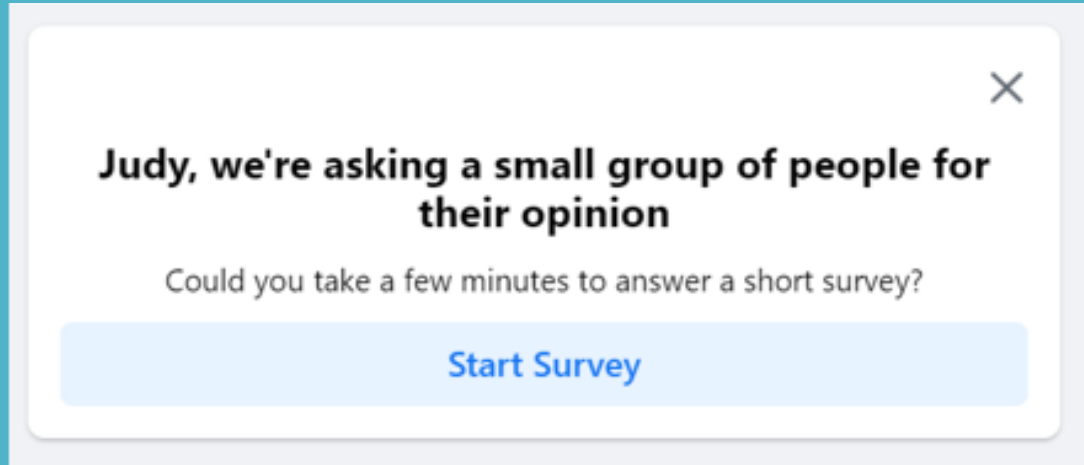 Judy, we're asking a small group of people for
their opinion
Could you take a few minutes to answer a short survey?
Start Survey